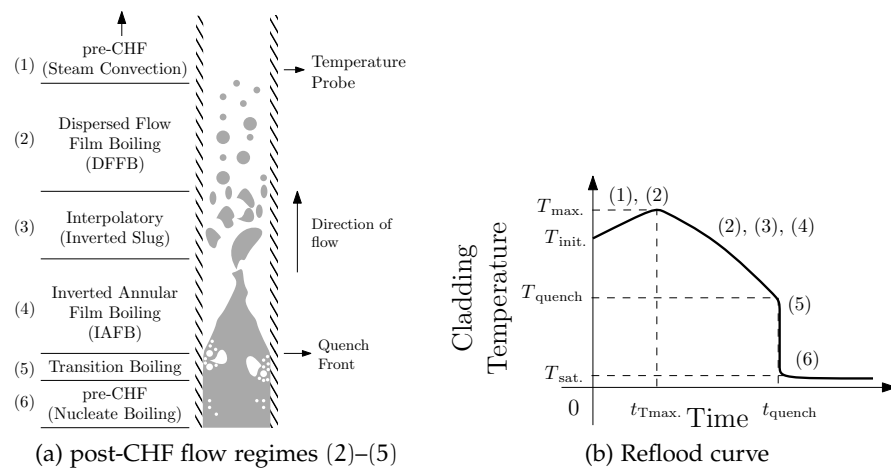 (1)
pre-CHF
(Steam Convection)
Temperature
Probe
(2)
Dispersed Flow
Film Boiling
(DFFB)
(3)
Interpolatory
(Inverted Slug)
Direction of
flow
(4)
Inverted Annular
Film Boiling
(IAFB)
Quench
Front
(5)
Transition Boiling
(6)
pre-CHF
(Nucleate Boiling)
(a) post-CHF flow regimes (2)–(5)
Cladding
Temperature
Tmax.
Tinit.
Tquench
Tsat.
(1), (2)
(2), (3), (4)
(5)
(6)
0
tTmax.
Time
tquench
(b) Reflood curve